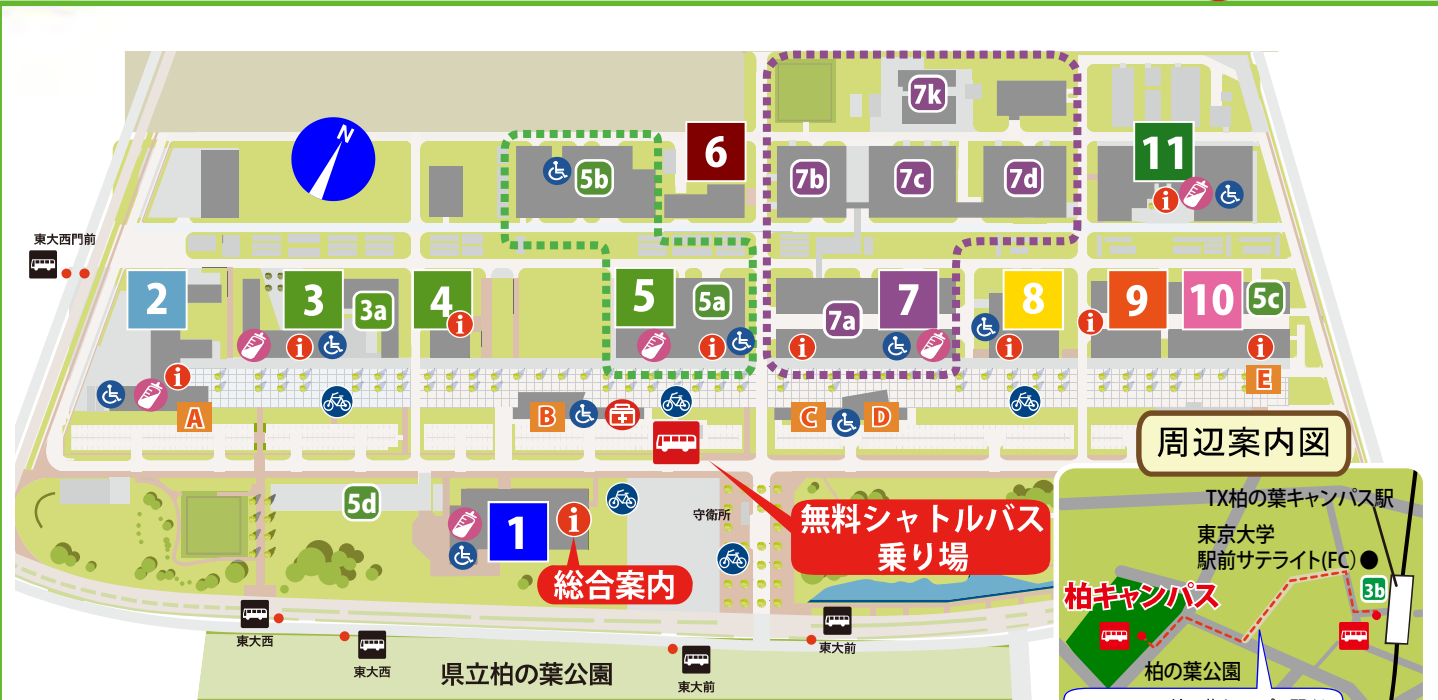 N
7k
6
11
5b
7b
7c
7d
東大西門前
2
3
3a
4
5
5a
7
7a
8
9
10
5c
i
i
i
i
i
i
i
i
i
E
A
B
C
D
周辺案内図
5d
1
i
総合案内
守衛所
無料シャトルバス
乗り場
TX柏の葉キャンパス駅
東京大学
駅前サテライト(FC)
3b
柏キャンパス
柏の葉公園
東大西
東大西
東大前
東大前
県立柏の葉公園